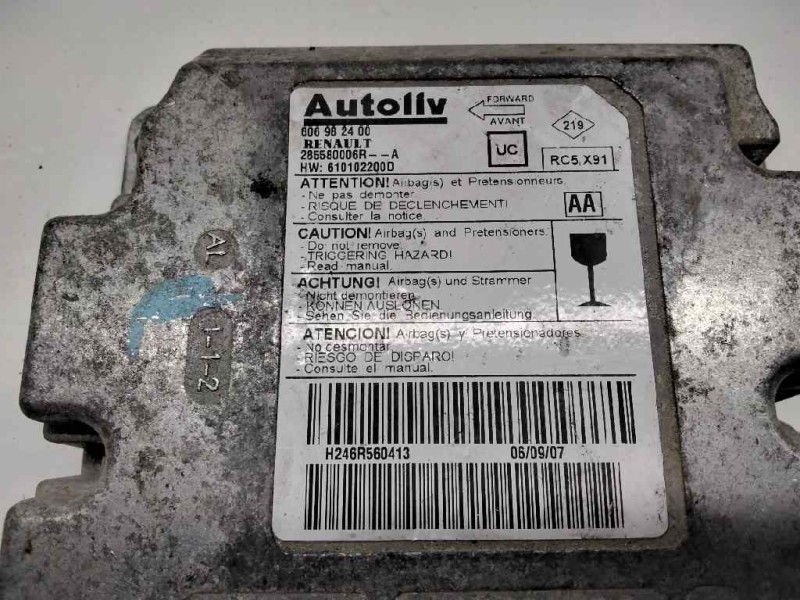 Autoliv
FORWARD
AVANT
219
606 98 24 00
RENAULT
285580006R--A
HW: 610102200D
UC
RC5.X91
ATTENTION! Airbag(s) et Pretensionneurs.
- Ne pas demonter.
- RISQUE DE DECLENCHEMENT!
- Consulter la notice.
AA
CAUTION! Airbag(s) and Pretensioners.
- Do not remove.
- TRIGGERING HAZARD!
- Read manual.
ACHTUNG! Airbag(s) und Strammer
- Nicht demontieren.
- KÖNNEN AUSLÖNEN
- Sehen Sie die Bedienungsanleitung.
ATENCION! Airbag(s) y Pretensionadores.
- No desmontar
- RIESGO DE DISPARO!
- Consulte el manual.
H246R560413
06/09/07
AL
1-1-2